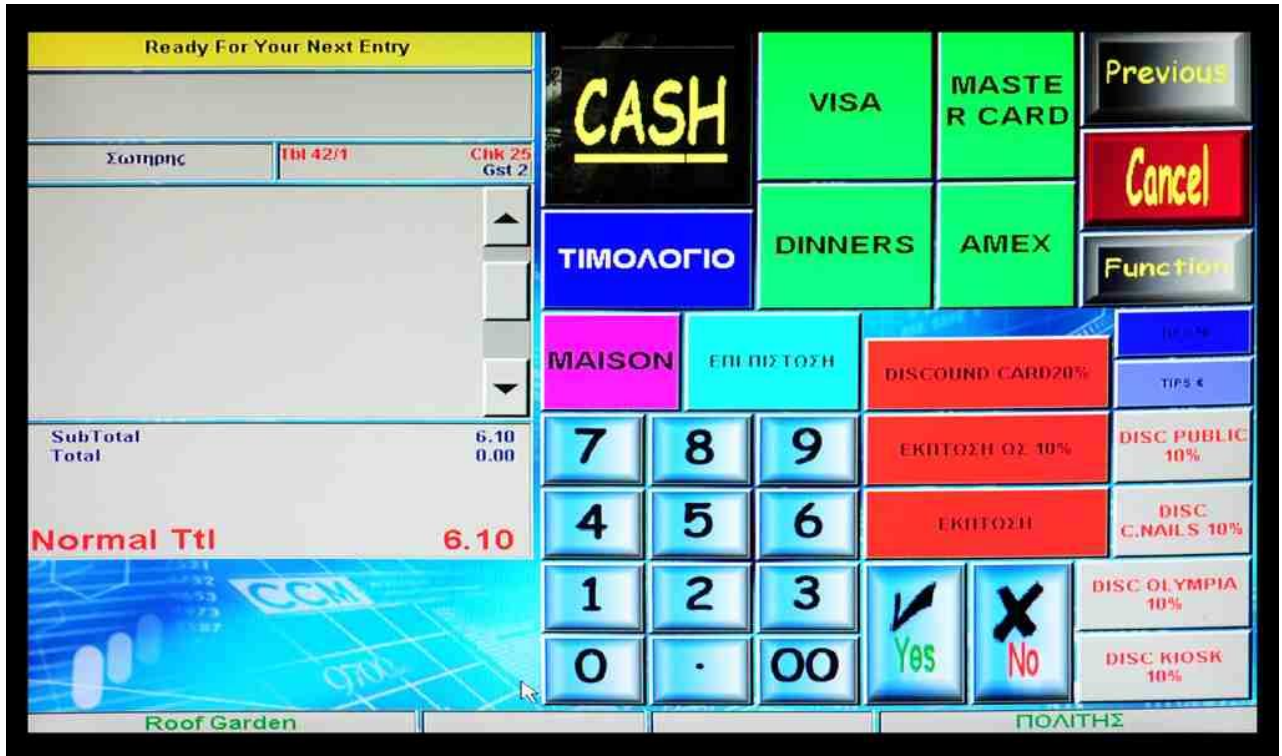 Ready For Your Next Entry
Σωτηρης
Tbl 42/1
Chk 25
Gst 2
SubTotal 6.10
Total 0.00
Normal Ttl 6.10
CCM
9700
Roof Garden
ΠΟΛΙΤΗΣ
CASH
VISA
MASTE
R CARD
Previous
Cancel
ΤΙΜΟΛΟΓΙΟ
DINNERS
AMEX
Function
MAISON
ΕΠΙ ΠΙΣΤΩΣΗ
DISCOUND CARD20%
TIPS €
7
8
9
ΕΚΠΤΩΣΗ ΩΣ 10%
DISC PUBLIC
10%
4
5
6
ΕΚΠΤΩΣΗ
DISC
C.NAILS 10%
1
2
3
Yes
No
DISC OLYMPIA
10%
0
.
00
DISC KIOSK
10%